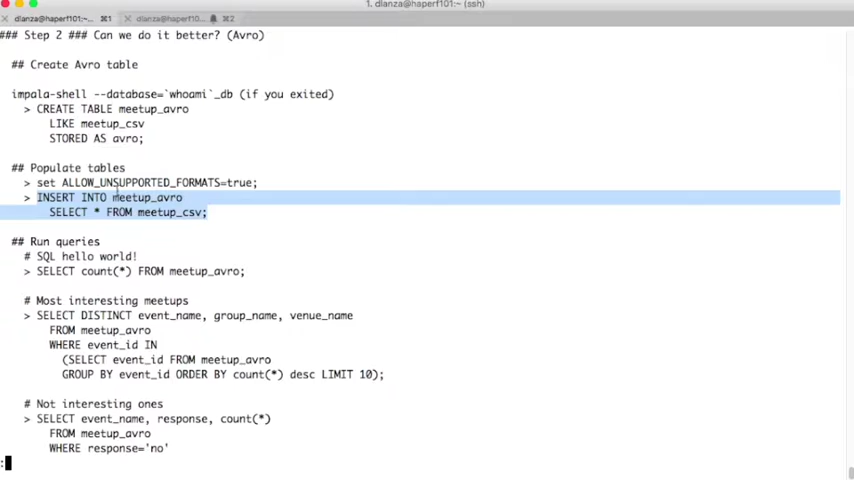 1. dlanza@haperf101:~ (ssh)
× dlanza@haperf101:~... ⌘1 × dlanza@haperf10... ⌘2
### Step 2 ### Can we do it better? (Avro)
## Create Avro table
impala-shell --database=`whoami`_db (if you exited)
> CREATE TABLE meetup_avro
LIKE meetup_csv
STORED AS avro;
## Populate tables
> set ALLOW_UNSUPPORTED_FORMATS=true;
> INSERT INTO meetup_avro
SELECT * FROM meetup_csv;
## Run queries
# SQL hello world!
> SELECT count(*) FROM meetup_avro;
# Most interesting meetups
> SELECT DISTINCT event_name, group_name, venue_name
FROM meetup_avro
WHERE event_id IN
(SELECT event_id FROM meetup_avro
GROUP BY event_id ORDER BY count(*) desc LIMIT 10);
# Not interesting ones
> SELECT event_name, response, count(*)
FROM meetup_avro
WHERE response='no'
: